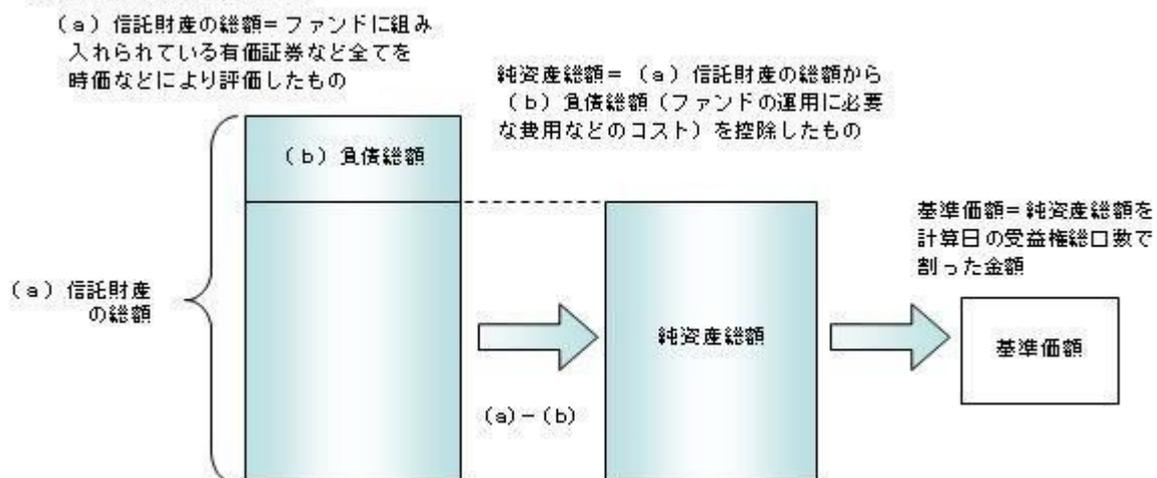 （a）信託財産の総額＝ファンドに組み
入れられている有価証券など全てを
時価などにより評価したもの
純資産総額＝（a）信託財産の総額から
（b）負債総額（ファンドの運用に必要
な費用などのコスト）を控除したもの
（b）負債総額
基準価額＝純資産総額を
計算日の受益権総口数で
割った金額
（a）信託財産
の総額
純資産総額
基準価額
（a）－（b）